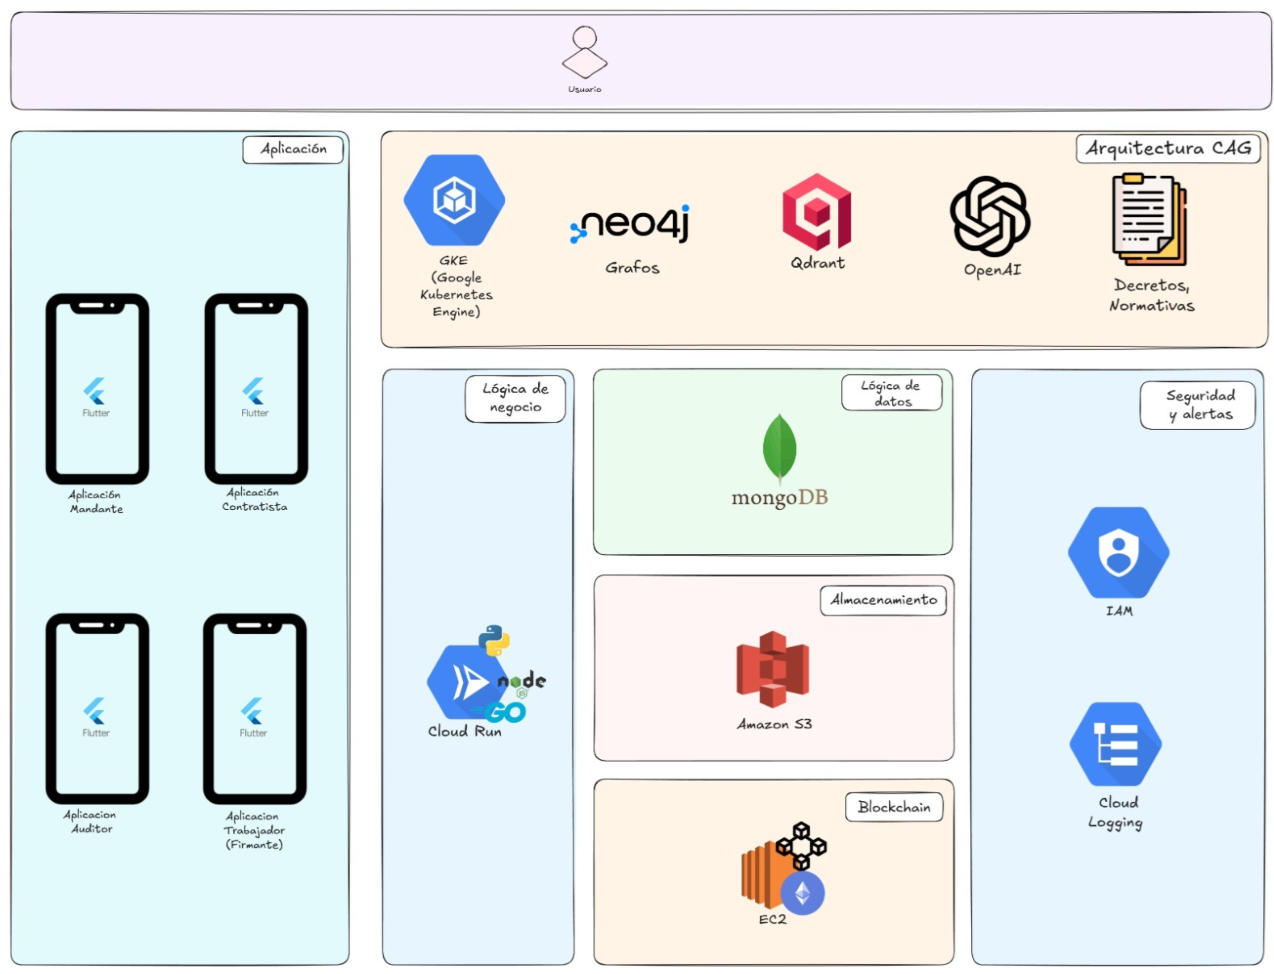 Usuario
Aplicación
Flutter
Flutter
Aplicación
Mandante
Aplicación
Contratista
Flutter
Flutter
Aplicacion
Auditor
Aplicacion
Trabajador
(Firmante)
Arquitectura CAG
GKE
(Google
Kubernetes
Engine)
neo4j
Grafos
Qdrant
OpenAI
Decretos,
Normativas
Lógica de
negocio
node
JS
GO
Cloud Run
Lógica de
datos
mongoDB
Almacenamiento
Amazon S3
Blockchain
EC2
Seguridad
y alertas
IAM
Cloud
Logging